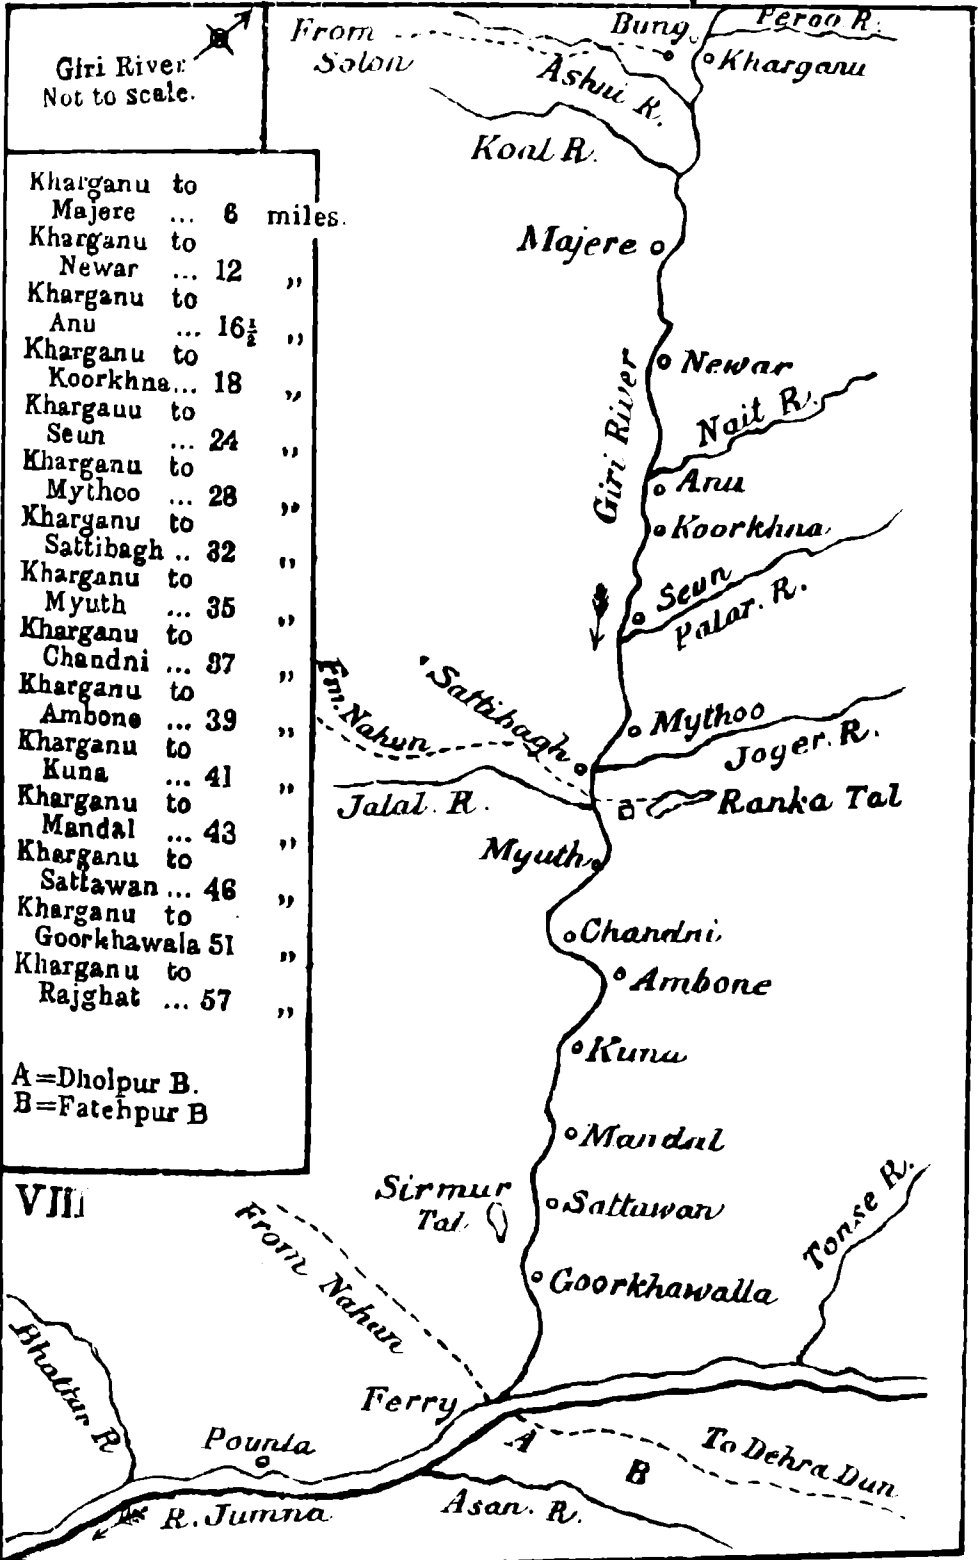 Giri River.
Not to scale.
Kharganu to
Majere ... 6 miles.
Kharganu to
Newar ... 12 „
Kharganu to
Anu ... 16½ „
Kharganu to
Koorkhna... 18 „
Kharganu to
Seun ... 24 „
Kharganu to
Mythoo ... 28 „
Kharganu to
Sattibagh .. 32 „
Kharganu to
Myuth ... 35 „
Kharganu to
Chandni ... 37 „
Kharganu to
Ambone ... 39 „
Kharganu to
Kuna ... 41 „
Kharganu to
Mandal ... 43 „
Kharganu to
Sattawan ... 46 „
Kharganu to
Goorkhawala 51 „
Kharganu to
Rajghat ... 57 „
A=Dholpur B.
B=Fatehpur B
VIII
From
Solon
Bung.
Peroo R.
Kharganu
Ashni R.
Koal R.
Majere
Newar
Giri River
Nait R.
Anu
Koorkhna
Seun
Palar. R.
Fm. Nahun
Sattibagh
Mythoo
Joger. R.
Jalal. R.
Ranka Tal
Myuth
Chandni
Ambone
Kuna
Mandal
Sirmur
Tal
Sattawan
Tonse R.
From Nahan
Goorkhawalla
Bhattur R
Ferry
Pounta
A
B
To Dehra Dun
R. Jumna
Asan. R.